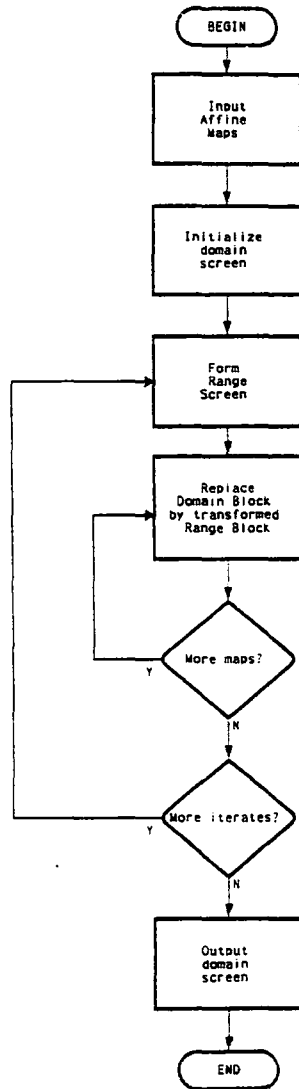 BEGIN
Input
Affine
Maps
Initialize
domain
screen
Form
Range
Screen
Replace
Domain Block
by transformed
Range Block
More maps?
Y
N
More iterates?
Y
N
Output
domain
screen
END